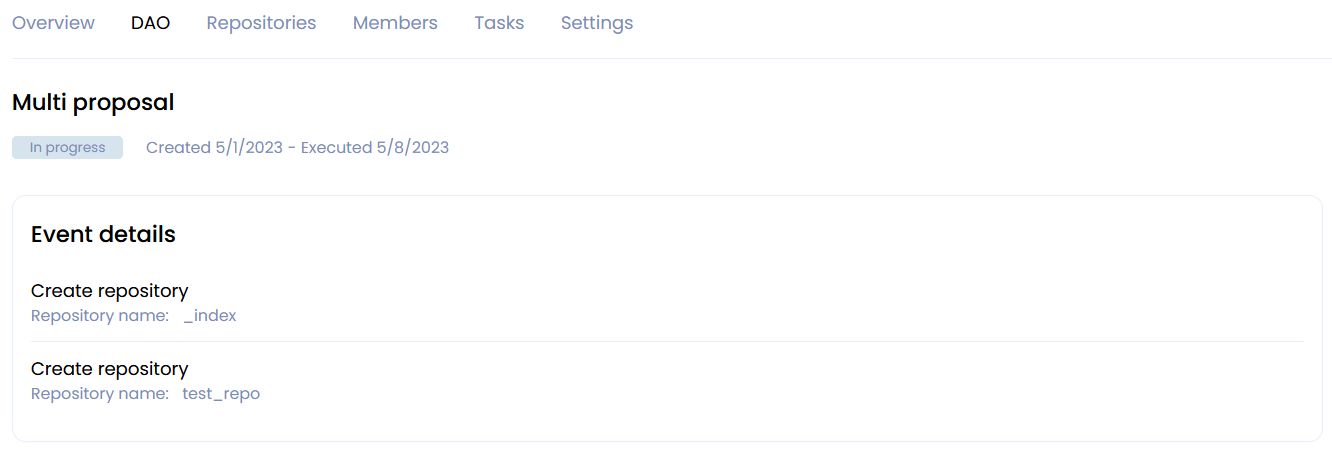 Overview DAO Repositories Members Tasks Settings
Multi proposal
In progress Created 5/1/2023 - Executed 5/8/2023
Event details
Create repository
Repository name: _index
Create repository
Repository name: test_repo